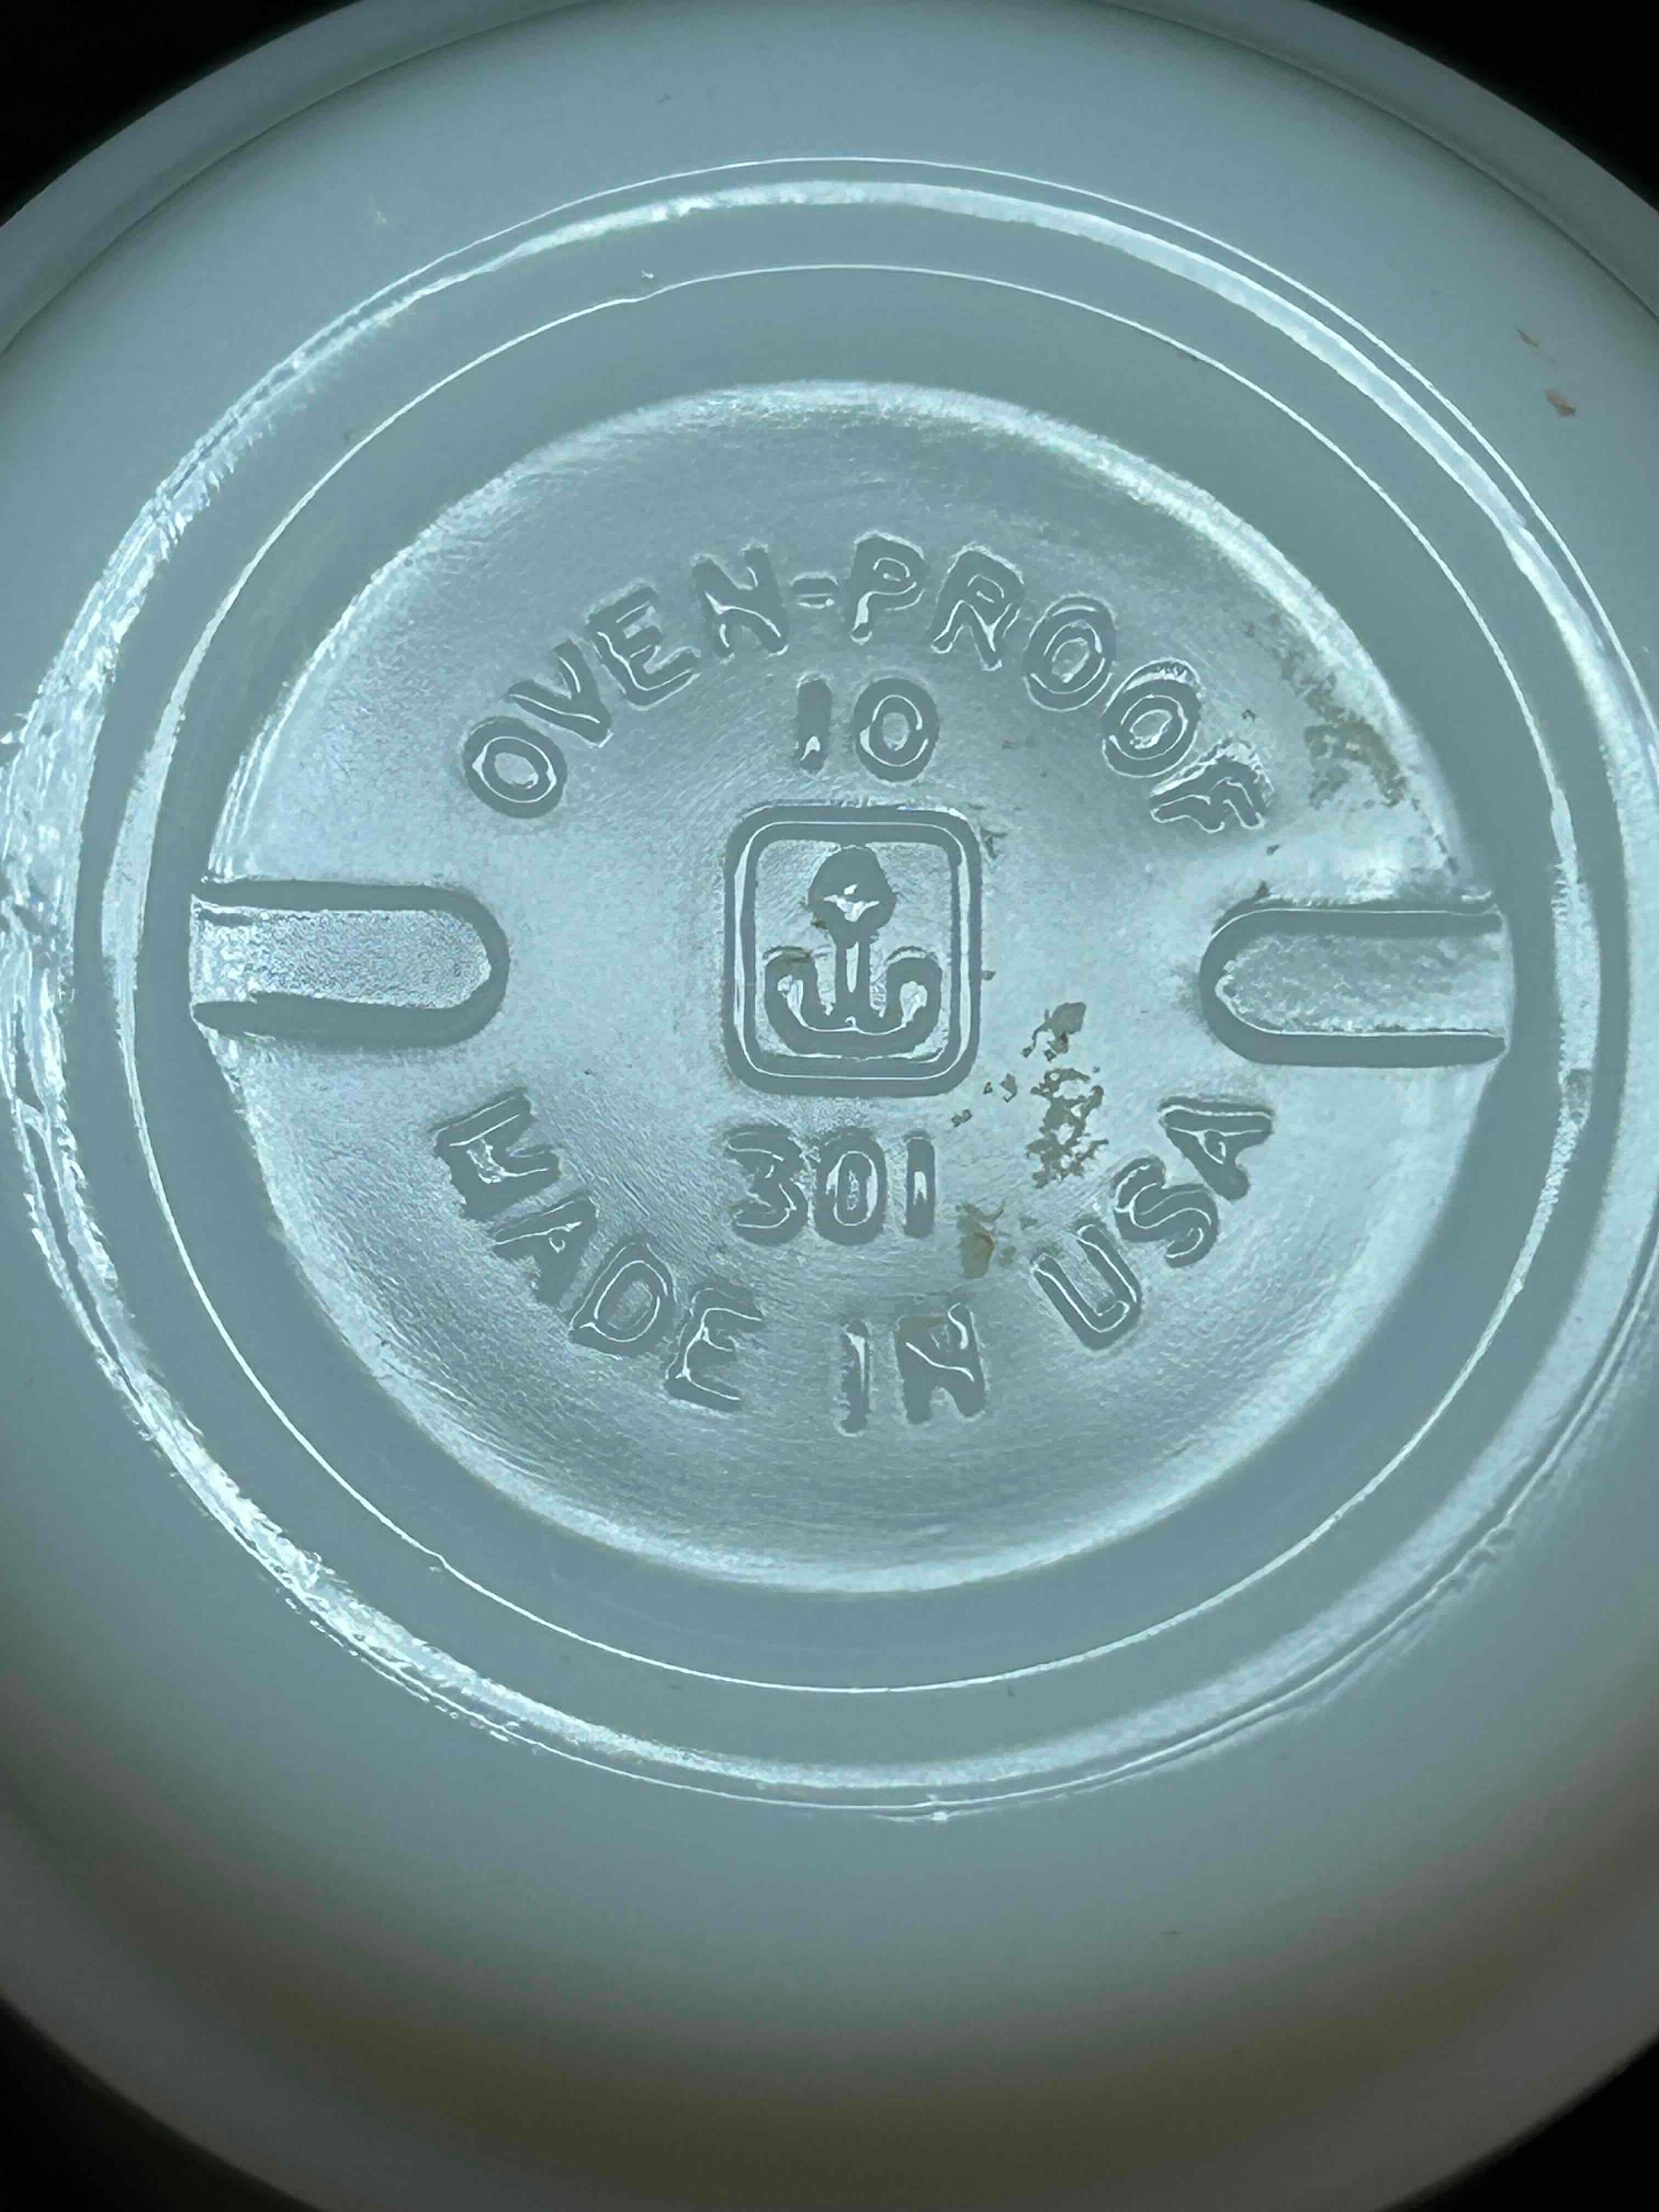 OVEN-PROOF
10
301
MADE IN USA